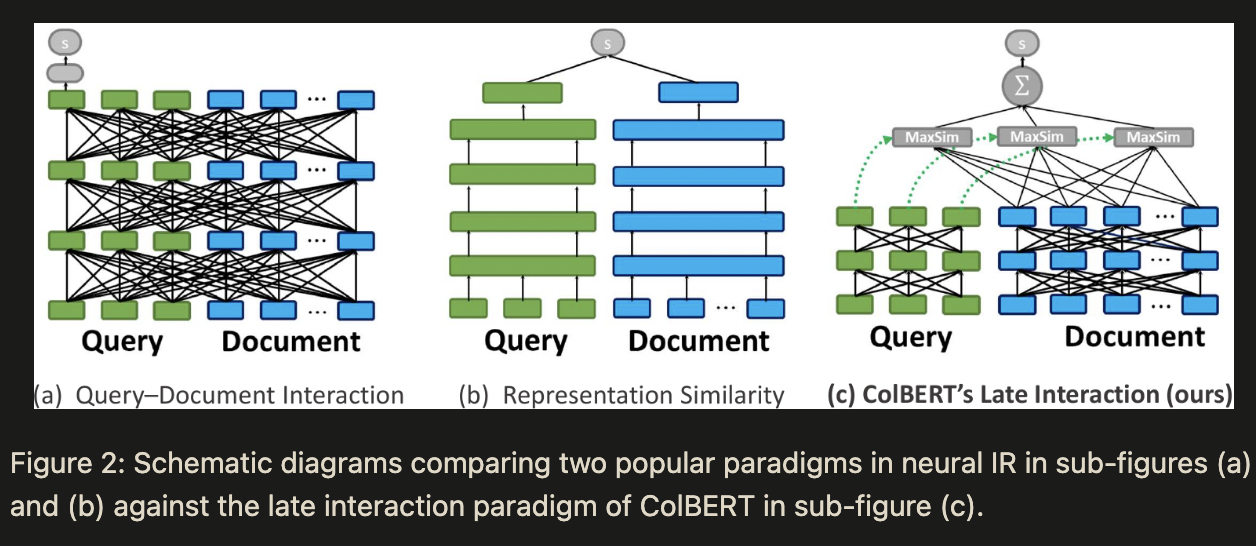 s
s
s
Σ
MaxSim MaxSim MaxSim
... ... ...
... ...
... ...
... ... ...
Query Document
Query Document
Query Document
(a) Query–Document Interaction
(b) Representation Similarity
(c) ColBERT's Late Interaction (ours)
Figure 2: Schematic diagrams comparing two popular paradigms in neural IR in sub-figures (a)
and (b) against the late interaction paradigm of ColBERT in sub-figure (c).